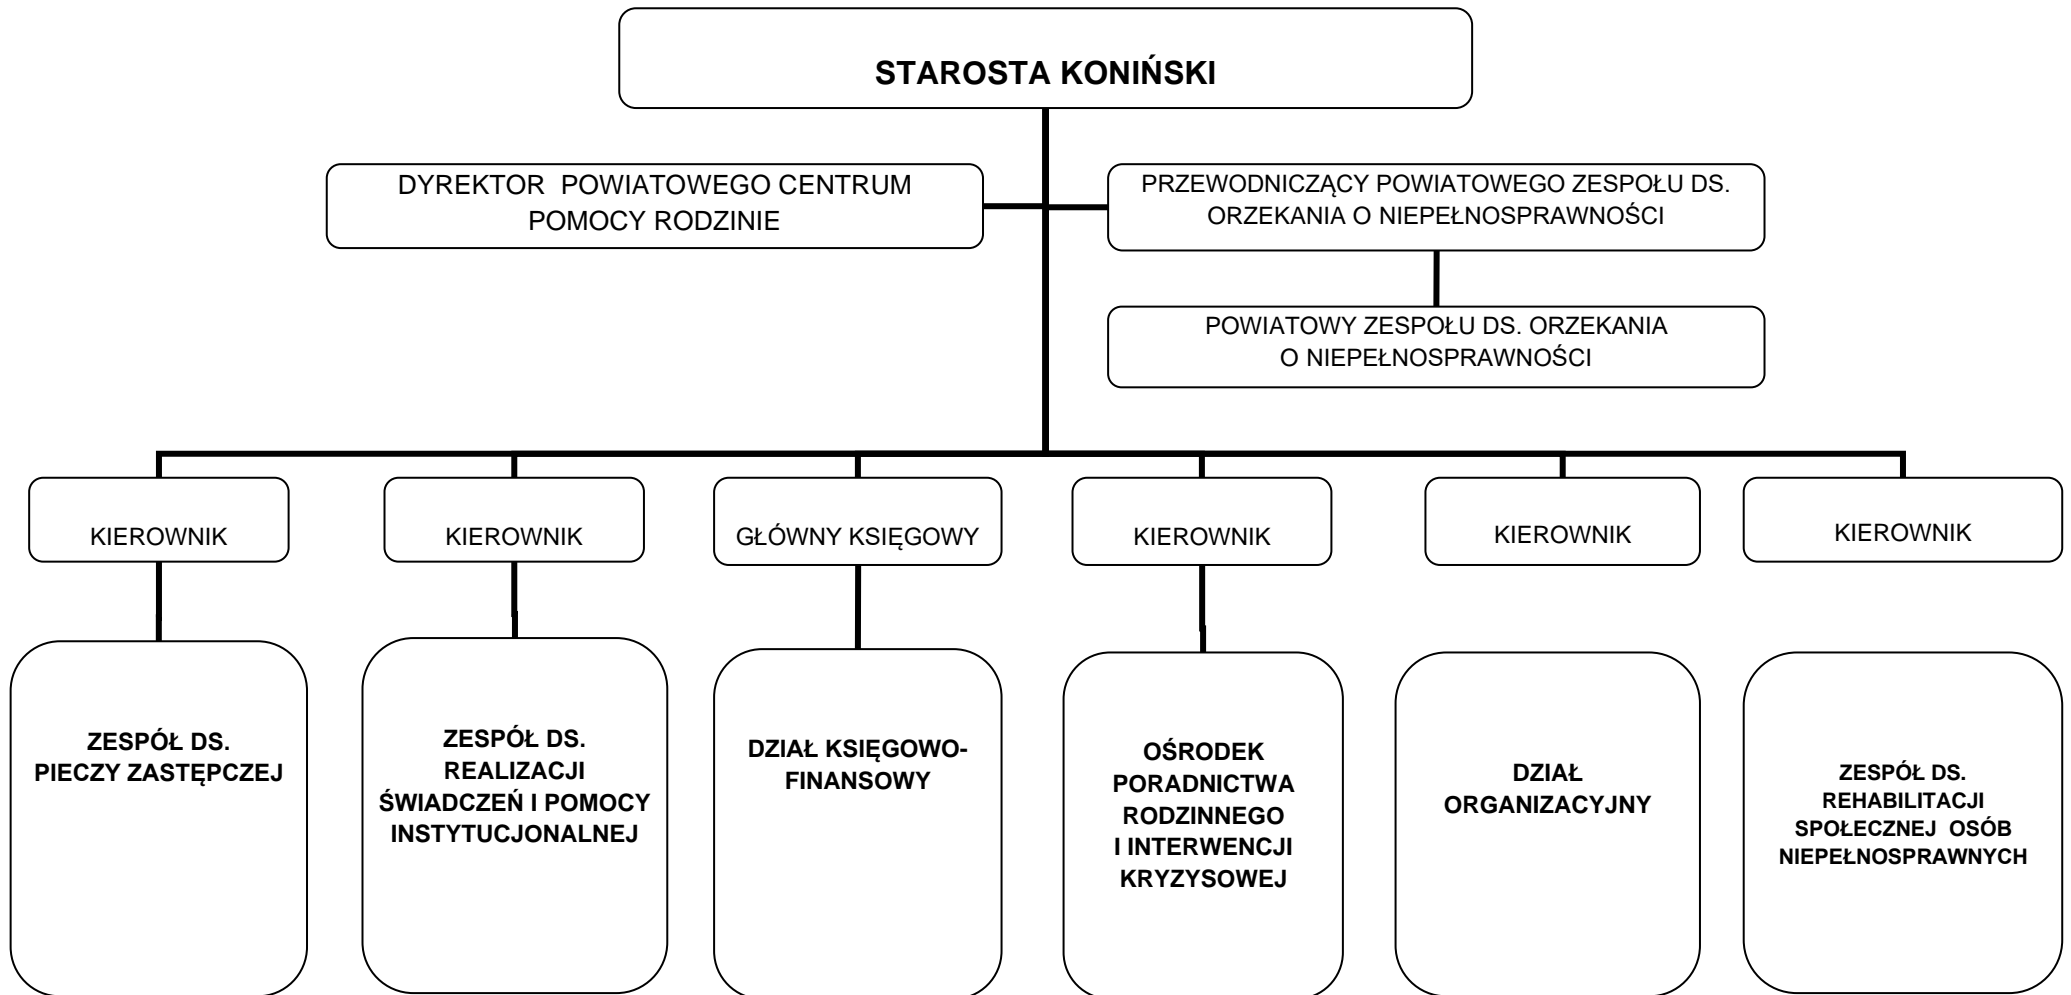 STAROSTA KONIŃSKI
DYREKTOR POWIATOWEGO CENTRUM
POMOCY RODZINIE
PRZEWODNICZĄCY POWIATOWEGO ZESPOŁU DS.
ORZEKANIA O NIEPEŁNOSPRAWNOŚCI
POWIATOWY ZESPOŁU DS. ORZEKANIA
O NIEPEŁNOSPRAWNOŚCI
KIEROWNIK
KIEROWNIK
GŁÓWNY KSIĘGOWY
KIEROWNIK
KIEROWNIK
KIEROWNIK
ZESPÓŁ DS.
PIECZY ZASTĘPCZEJ
ZESPÓŁ DS.
REALIZACJI
ŚWIADCZEŃ I POMOCY
INSTYTUCJONALNEJ
DZIAŁ KSIĘGOWO-
FINANSOWY
OŚRODEK
PORADNICTWA
RODZINNEGO
I INTERWENCJI
KRYZYSOWEJ
DZIAŁ
ORGANIZACYJNY
ZESPÓŁ DS.
REHABILITACJI
SPOŁECZNEJ OSÓB
NIEPEŁNOSPRAWNYCH